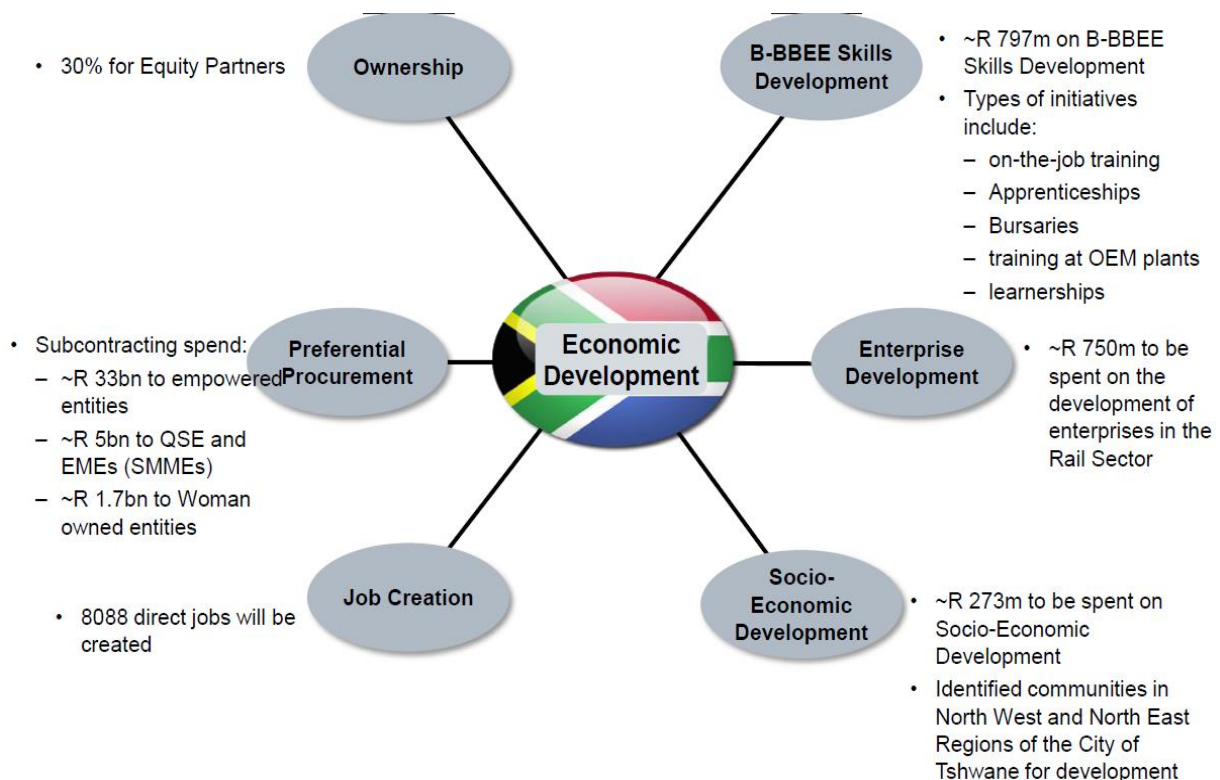 • 30% for Equity Partners
Ownership
B-BBEE Skills
Development
• ~R 797m on B-BBEE
Skills Development
• Types of initiatives
include:
– on-the-job training
– Apprenticeships
– Bursaries
– training at OEM plants
– learnerships
• Subcontracting spend:
– ~R 33bn to empowered
entities
– ~R 5bn to QSE and
EMEs (SMMEs)
– ~R 1.7bn to Woman
owned entities
Preferential
Procurement
Economic
Development
Enterprise
Development
• ~R 750m to be
spent on the
development of
enterprises in the
Rail Sector
• 8088 direct jobs will be
created
Job Creation
Socio-
Economic
Development
• ~R 273m to be spent on
Socio-Economic
Development
• Identified communities in
North West and North East
Regions of the City of
Tshwane for development